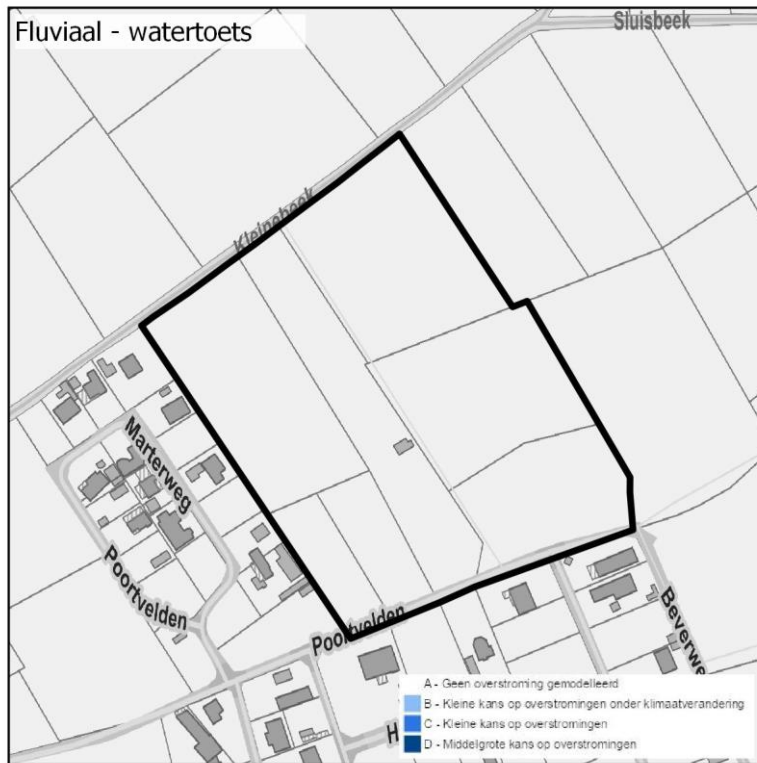 Fluviaal - watertoets
Sluisbeek
Kleinebeek
Marterweg
Poortvelden
Poortvelden
Beverwe
H
A - Geen overstroming gemodelleerd
B - Kleine kans op overstromingen onder klimaatverandering
C - Kleine kans op overstromingen
D - Middelgrote kans op overstromingen